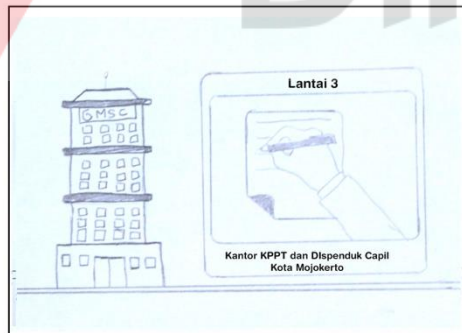 GMSC
Lantai 3
Kantor KPPT dan DIspenduk Capil
Kota Mojokerto